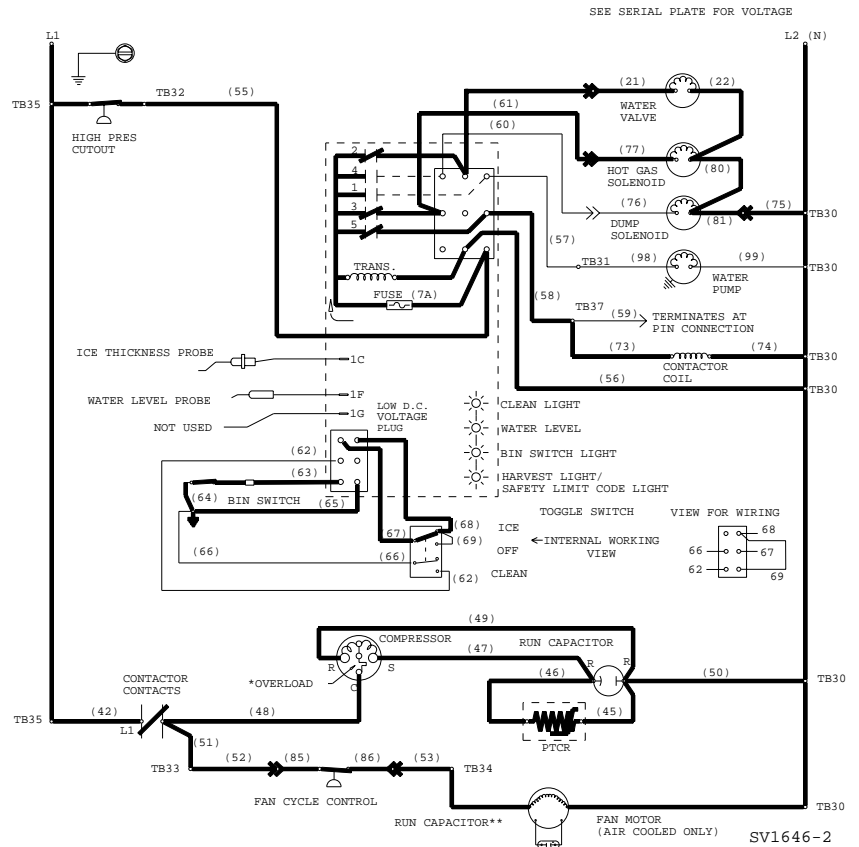 SEE SERIAL PLATE FOR VOLTAGE
L1
L2 (N)
TB35
TB32
(55)
HIGH PRES
CUTOUT
(21)
(22)
WATER
VALVE
(61)
(60)
(77)
(80)
HOT GAS
SOLENOID
(76)
(81)
(75)
TB30
DUMP
SOLENOID
(57)
TB31
(98)
(99)
TB30
WATER
PUMP
2
4
1
3
5
TRANS.
FUSE (7A)
(58)
TB37
(59)
TERMINATES AT
PIN CONNECTION
(73)
(74)
TB30
CONTACTOR
COIL
(56)
TB30
ICE THICKNESS PROBE
1C
WATER LEVEL PROBE
1F
NOT USED
1G
LOW D.C.
VOLTAGE
PLUG
CLEAN LIGHT
WATER LEVEL
BIN SWITCH LIGHT
HARVEST LIGHT/
SAFETY LIMIT CODE LIGHT
(62)
(63)
(64)
BIN SWITCH
(65)
(66)
(67)
(68)
(69)
(66)
(62)
TOGGLE SWITCH
ICE
OFF
CLEAN
INTERNAL WORKING
VIEW
VIEW FOR WIRING
68
66
67
62
69
(49)
COMPRESSOR
(47)
RUN CAPACITOR
R
S
C
*OVERLOAD
R
R
(46)
(50)
TB30
(45)
PTCR
CONTACTOR
CONTACTS
TB35
(42)
L1
(48)
(51)
TB33
(52)
(85)
(86)
(53)
TB34
FAN CYCLE CONTROL
TB30
RUN CAPACITOR**
FAN MOTOR
(AIR COOLED ONLY)
SV1646-2